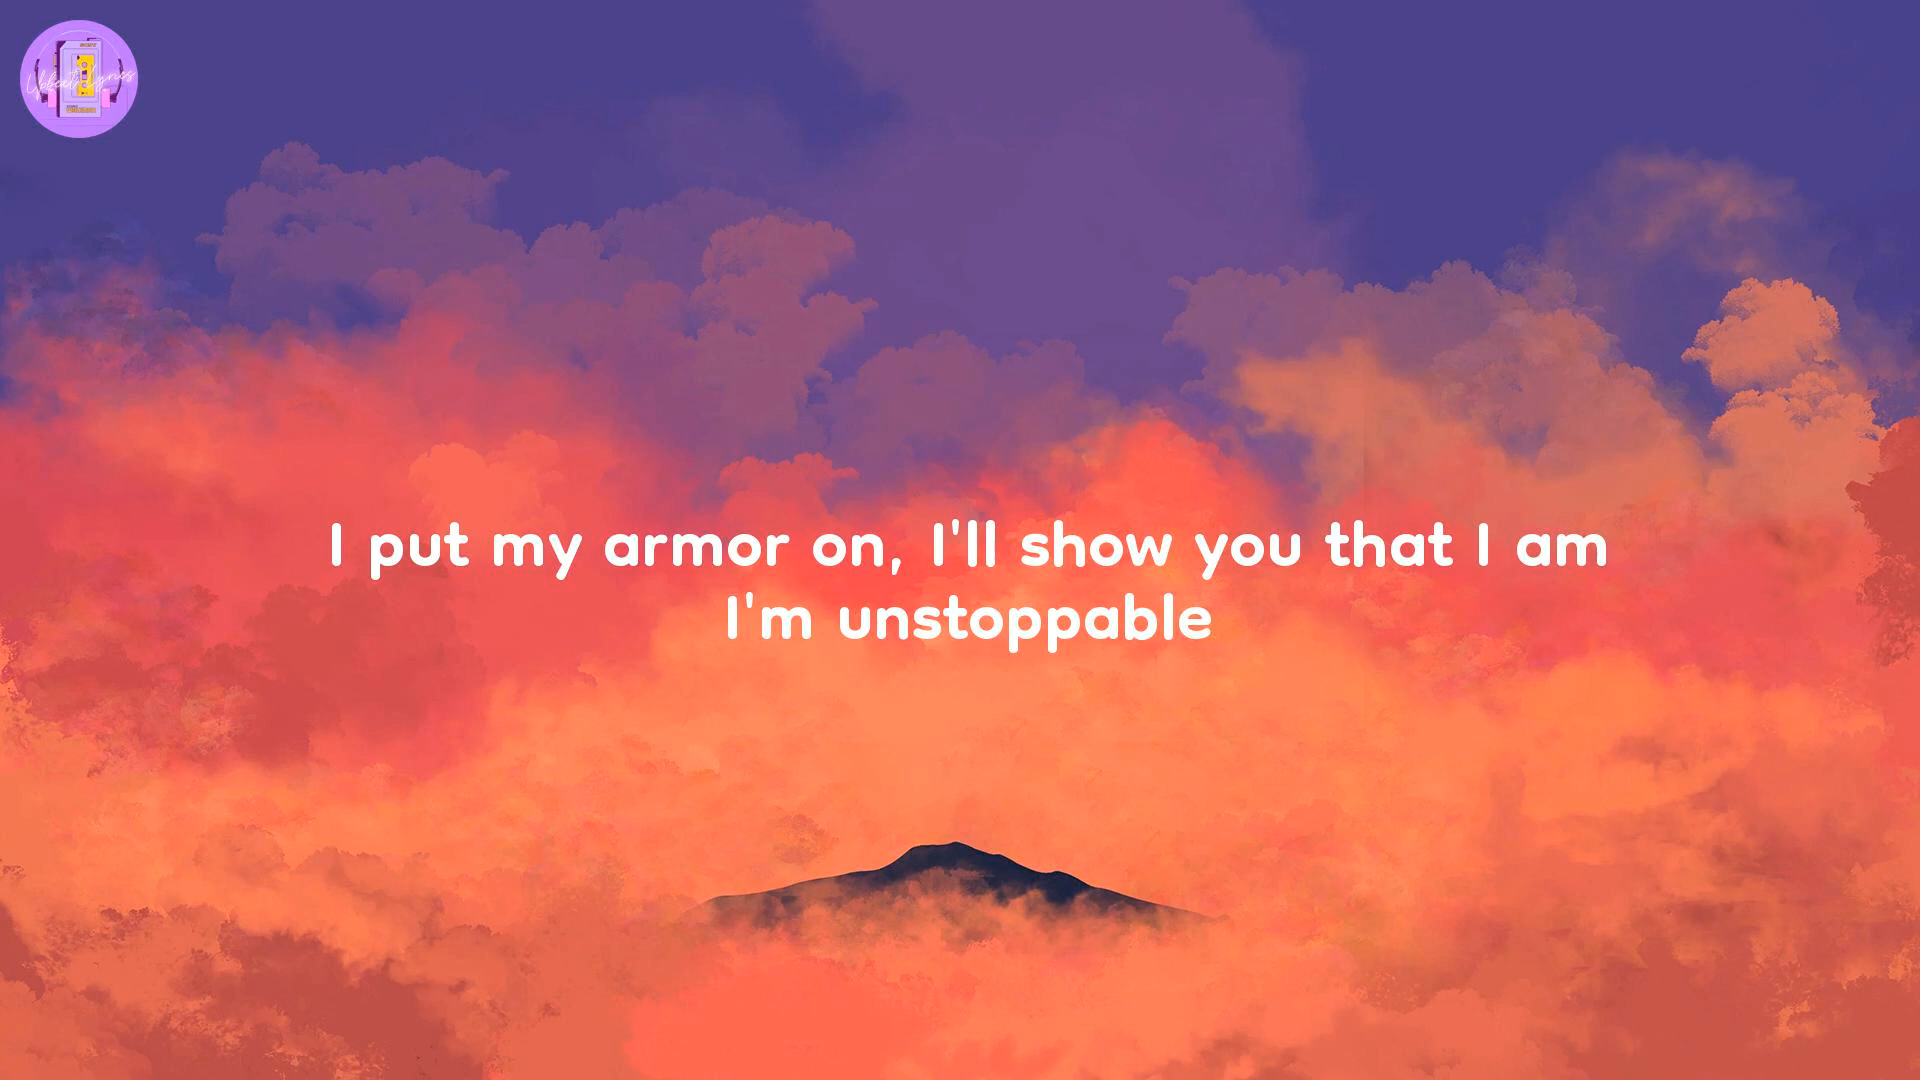 I put my armor on, I'll show you that I am
I'm unstoppable